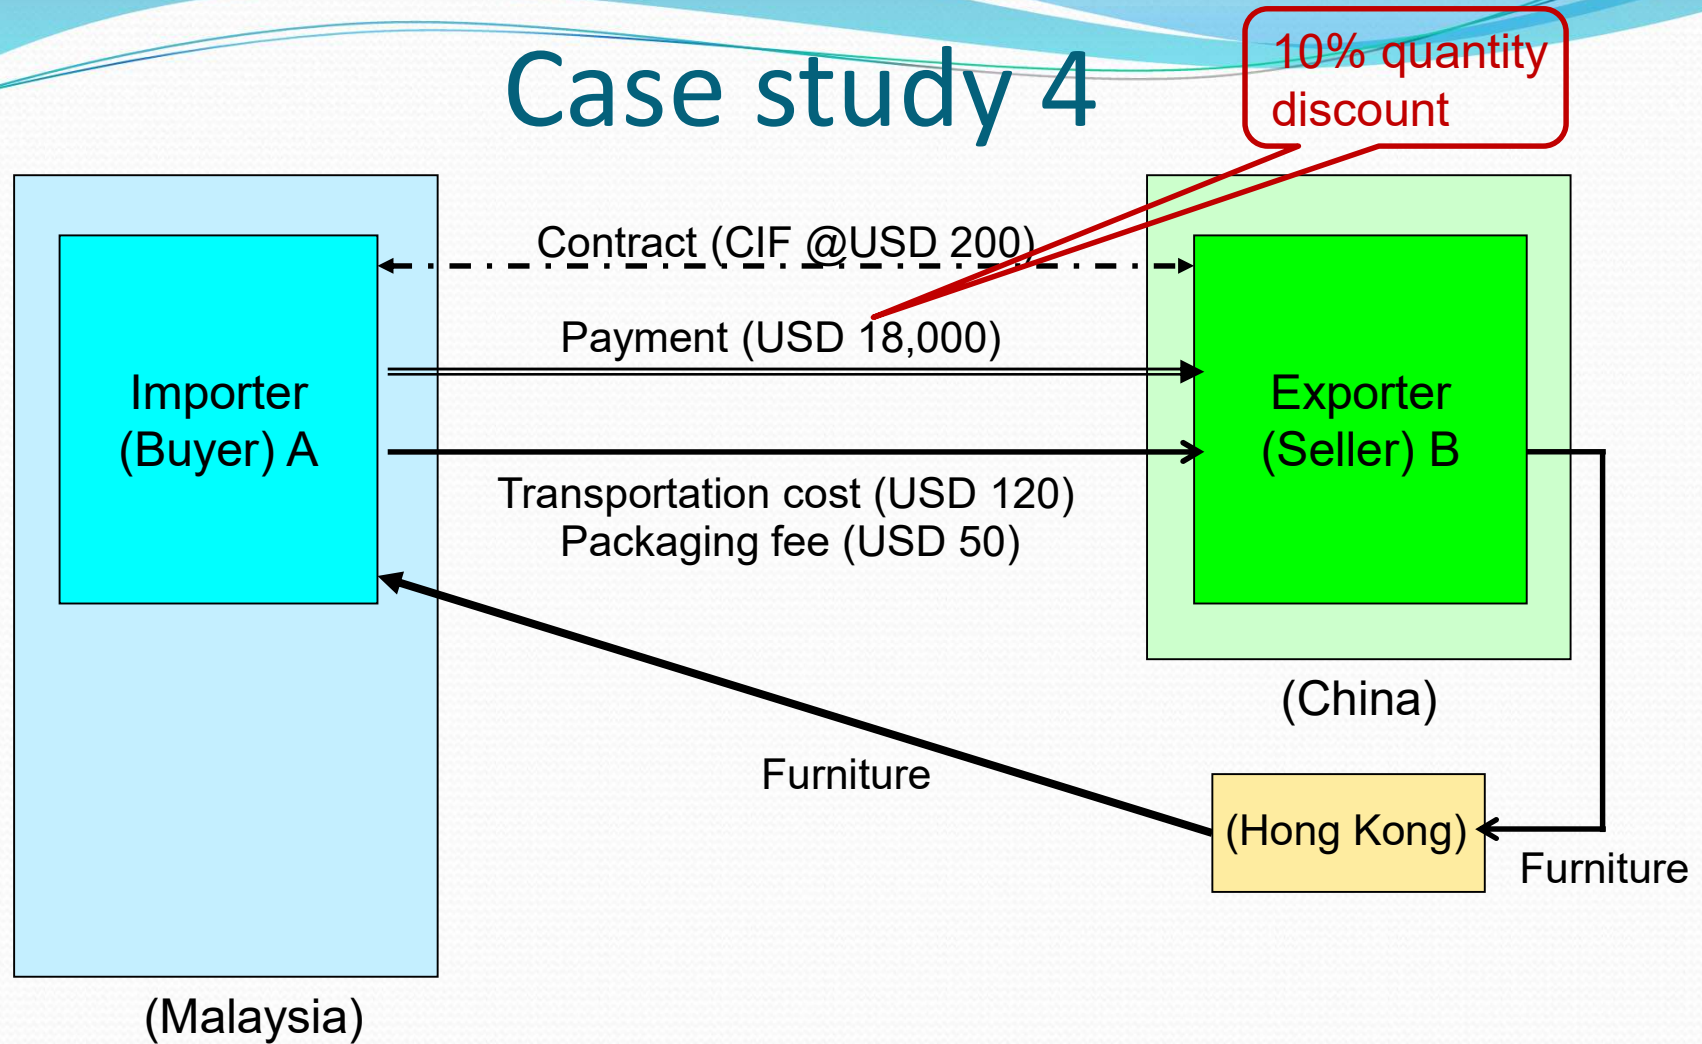 Case study 4
10% quantity
discount
Contract (CIF @USD 200)
Payment (USD 18,000)
Importer
(Buyer) A
Exporter
(Seller) B
Transportation cost (USD 120)
Packaging fee (USD 50)
(China)
Furniture
(Hong Kong)
Furniture
(Malaysia)